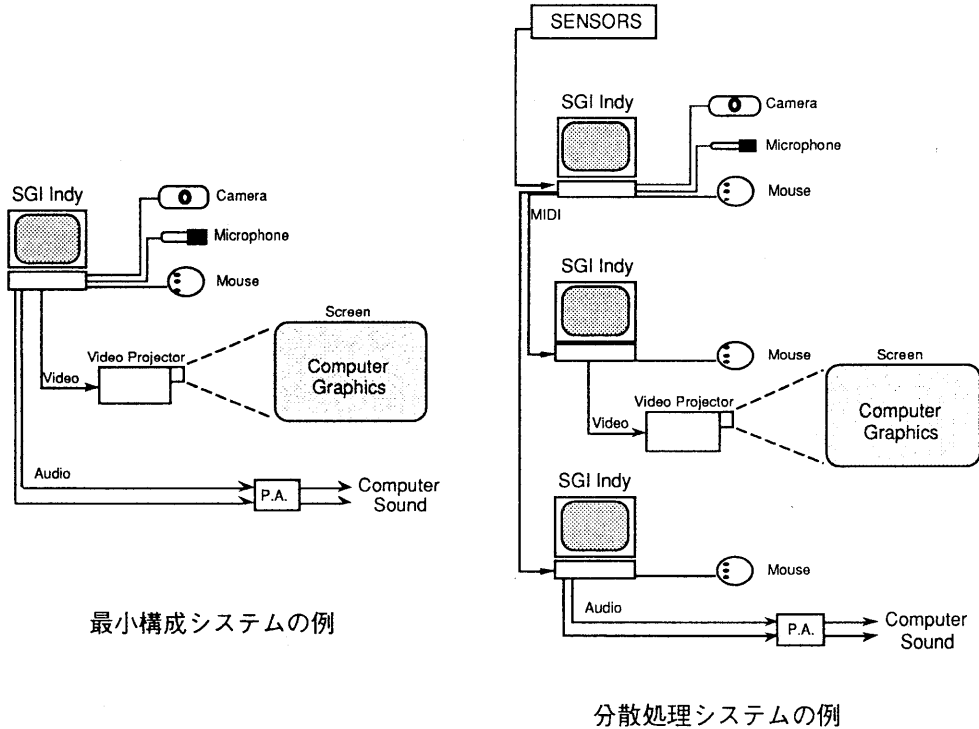 SGI Indy
Camera
Microphone
Mouse
Screen
Video Projector
Video
Computer
Graphics
Audio
P.A.
Computer
Sound
最小構成システムの例
SENSORS
SGI Indy
Camera
Microphone
Mouse
MIDI
SGI Indy
Mouse
Screen
Video Projector
Video
Computer
Graphics
SGI Indy
Mouse
Audio
P.A.
Computer
Sound
分散処理システムの例